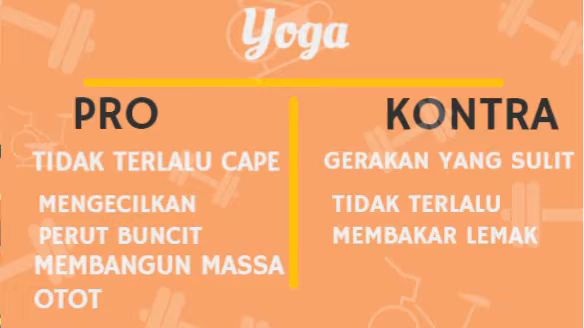 Yoga
PRO
TIDAK TERLALU CAPE
MENGECILKAN
PERUT BUNCIT
MEMBANGUN MASSA
OTOT
KONTRA
GERAKAN YANG SULIT
TIDAK TERLALU
MEMBAKAR LEMAK